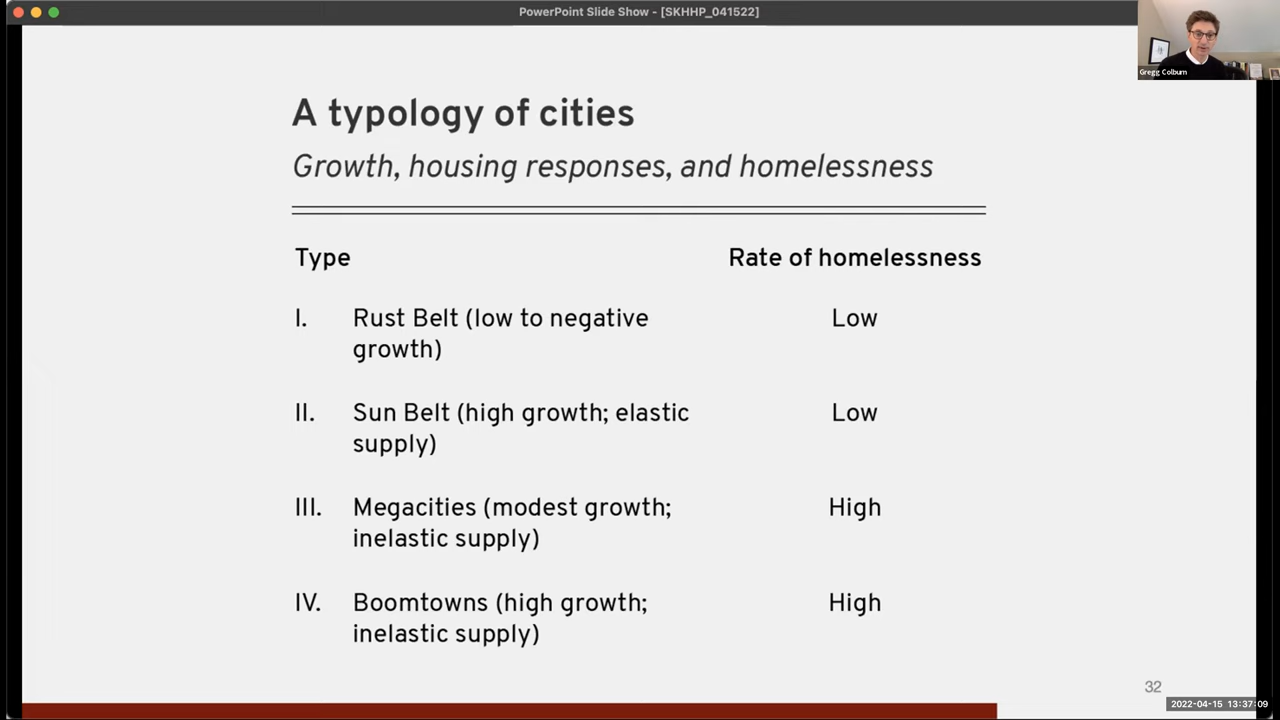 PowerPoint Slide Show - [SKHHP_041522]
Gregg Colburn
A typology of cities
Growth, housing responses, and homelessness
Type Rate of homelessness
I. Rust Belt (low to negative Low
growth)
II. Sun Belt (high growth; elastic Low
supply)
III. Megacities (modest growth; High
inelastic supply)
IV. Boomtowns (high growth; High
inelastic supply)
32
2022-04-15 13:37:09